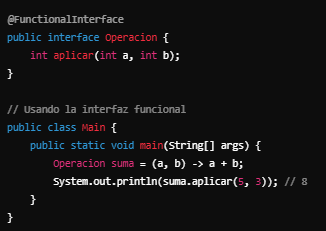 @FunctionalInterface
public interface Operacion {
    int aplicar(int a, int b);
}

// Usando la interfaz funcional
public class Main {
    public static void main(String[] args) {
        Operacion suma = (a, b) -> a + b;
        System.out.println(suma.aplicar(5, 3)); // 8
    }
}